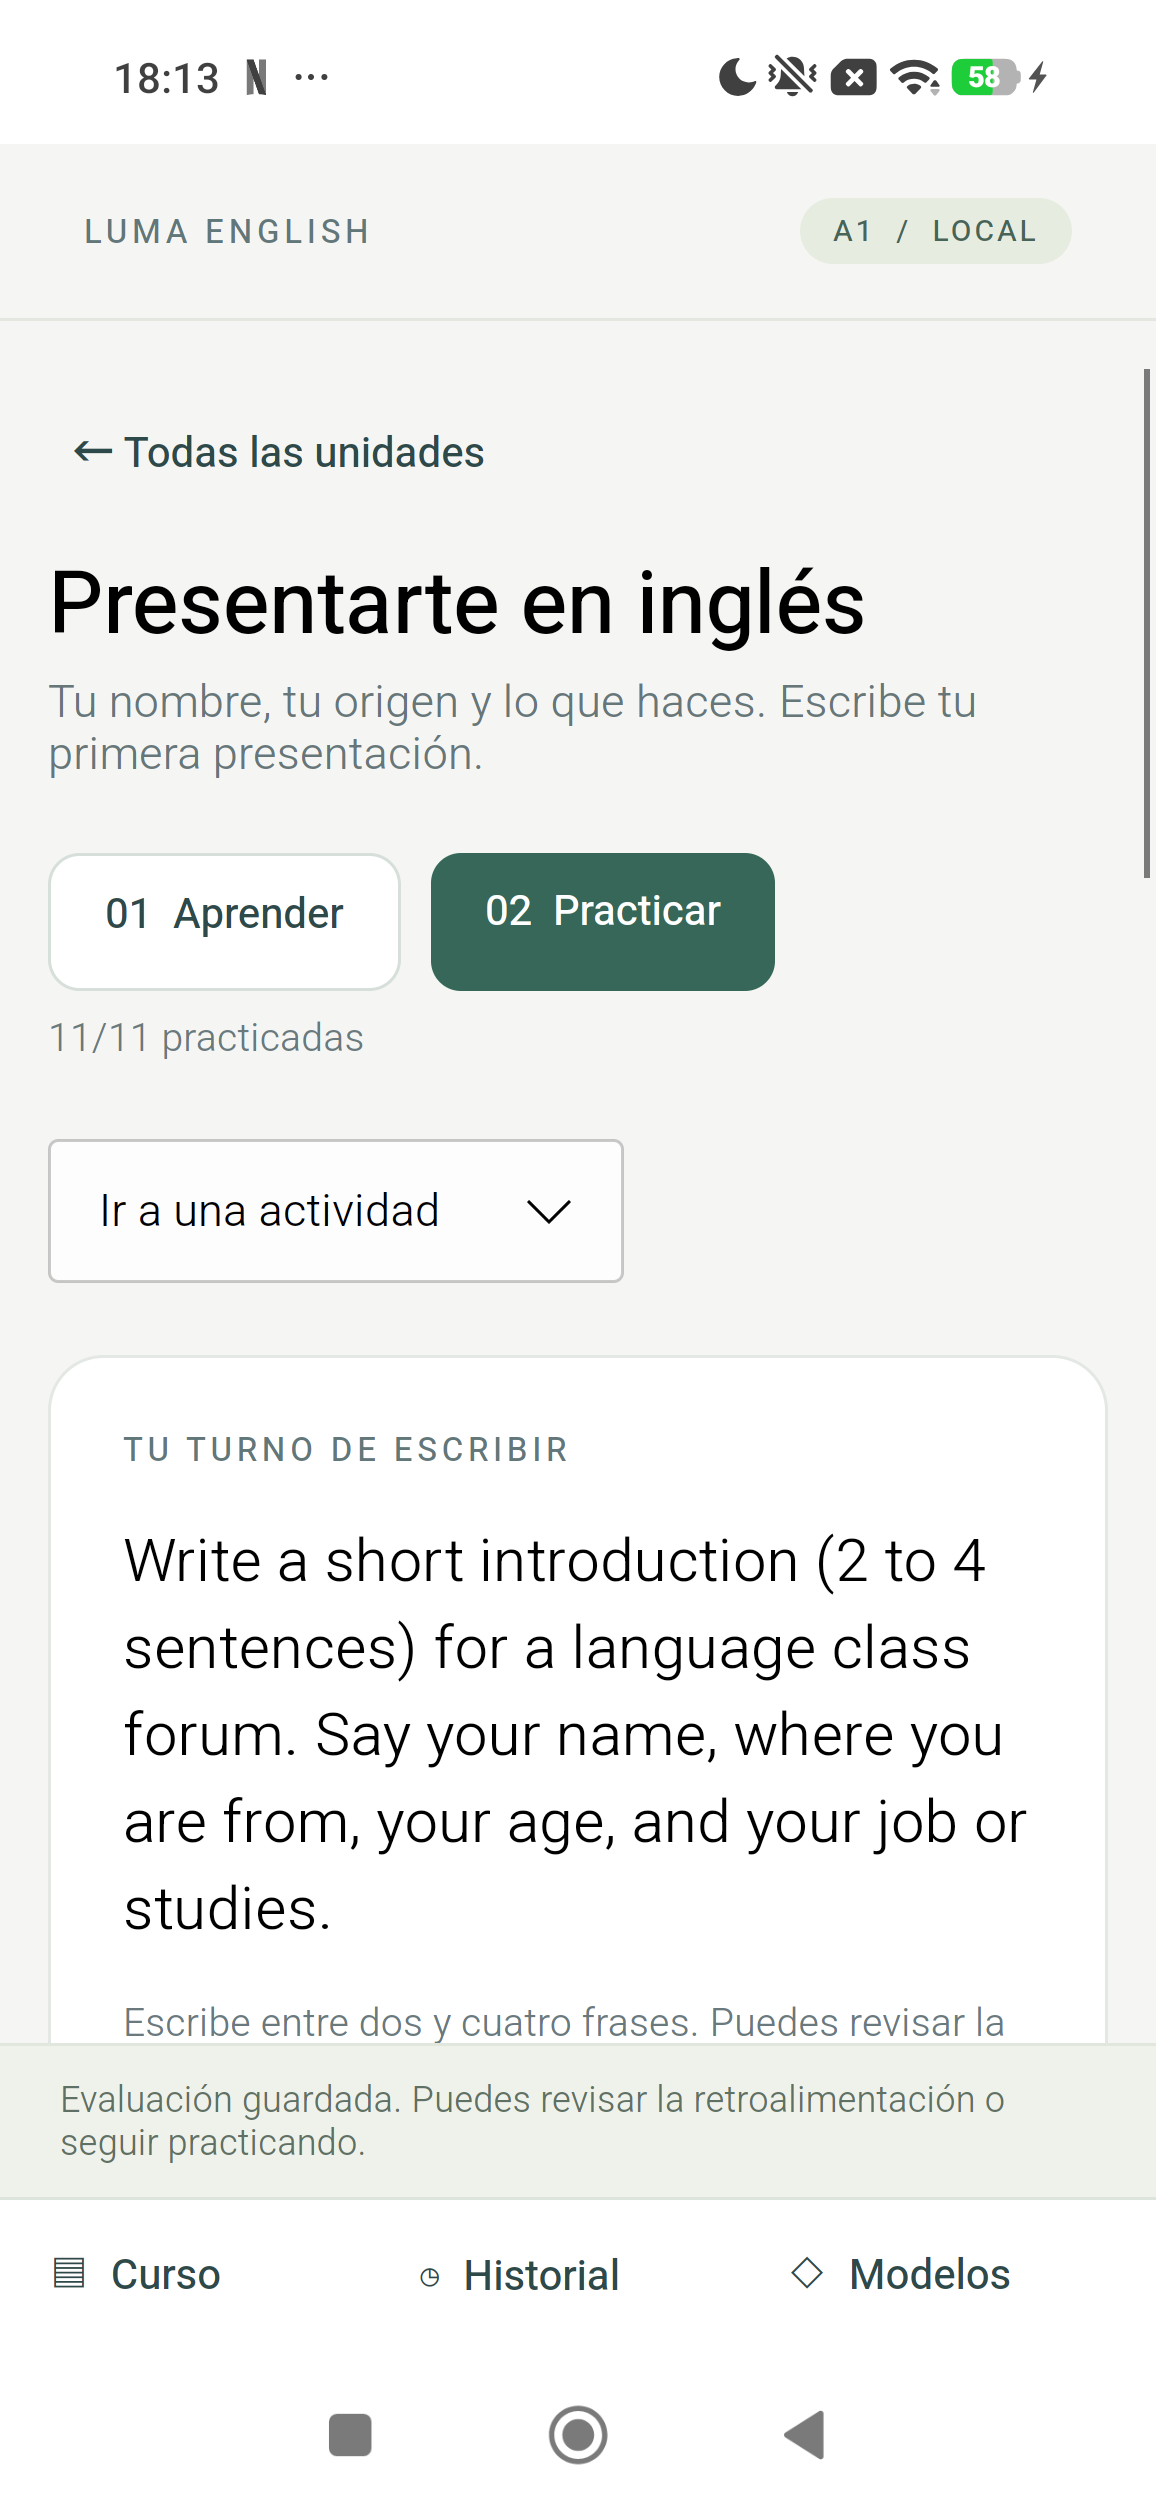 18:13
58
LUMA ENGLISH
A1 / LOCAL
← Todas las unidades
Presentarte en inglés
Tu nombre, tu origen y lo que haces. Escribe tu
primera presentación.
01 Aprender
02 Practicar
11/11 practicadas
Ir a una actividad
TU TURNO DE ESCRIBIR
Write a short introduction (2 to 4
sentences) for a language class
forum. Say your name, where you
are from, your age, and your job or
studies.
Escribe entre dos y cuatro frases. Puedes revisar la
Evaluación guardada. Puedes revisar la retroalimentación o
seguir practicando.
Curso
Historial
Modelos